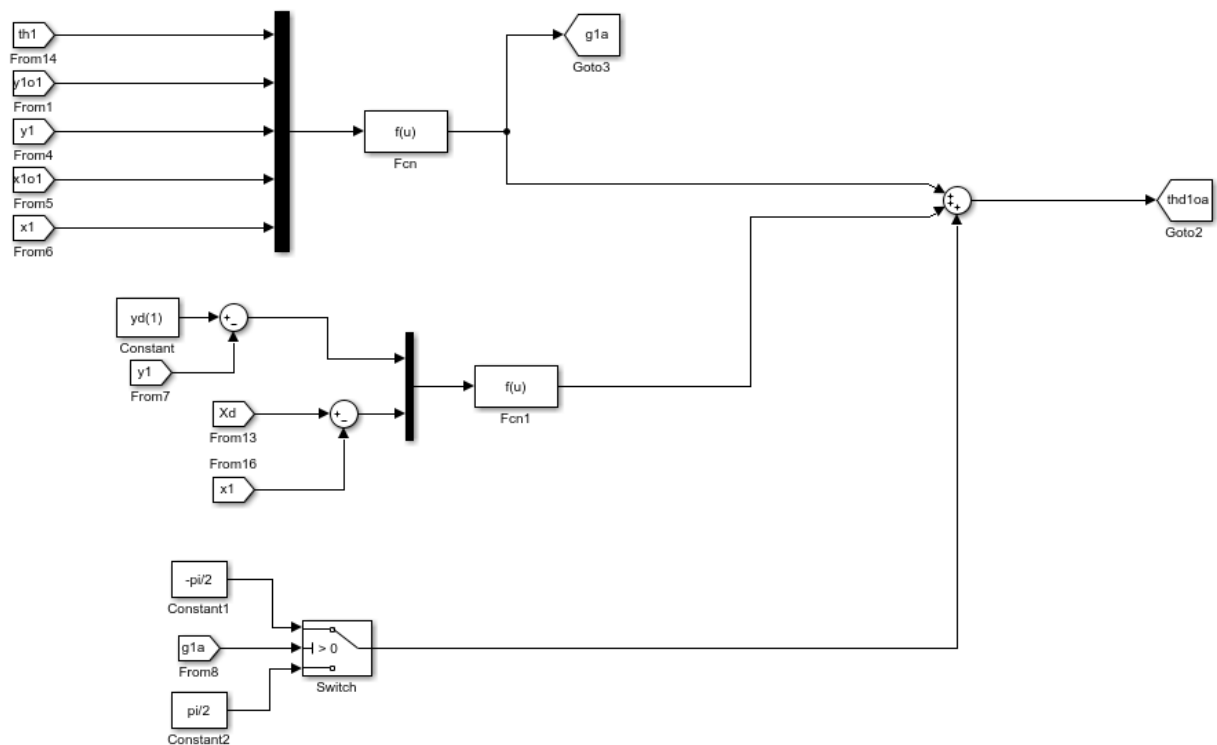 th1
From14
y1o1
From1
y1
From4
x1o1
From5
x1
From6
f(u)
Fcn
g1a
Goto3
+
+
+
thd1oa
Goto2
yd(1)
Constant
+
−
y1
From7
Xd
From13
+
−
From16
x1
f(u)
Fcn1
-pi/2
Constant1
g1a
From8
> 0
Switch
pi/2
Constant2